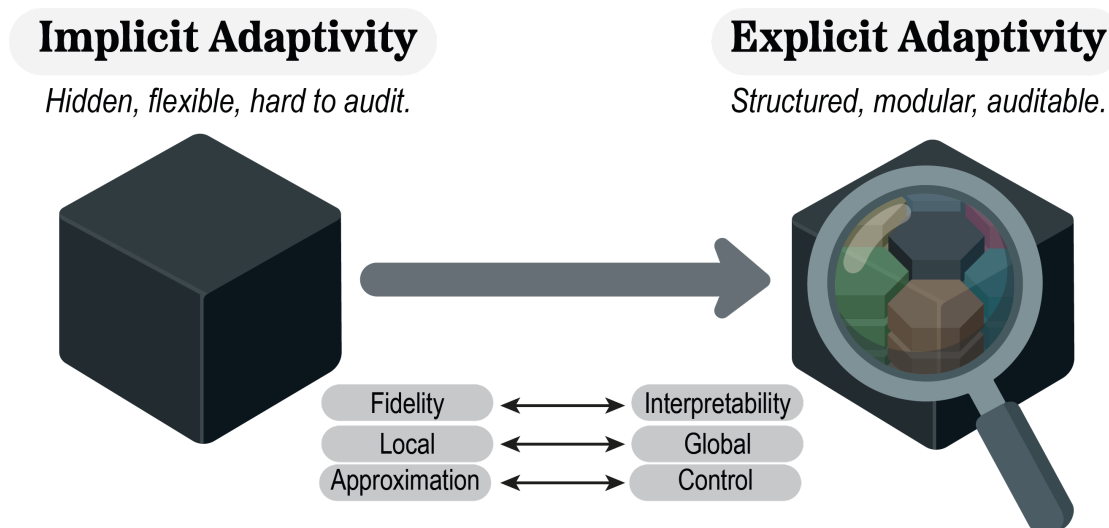 Implicit Adaptivity
Explicit Adaptivity
Hidden, flexible, hard to audit.
Structured, modular, auditable.
Fidelity
Interpretability
Local
Global
Approximation
Control